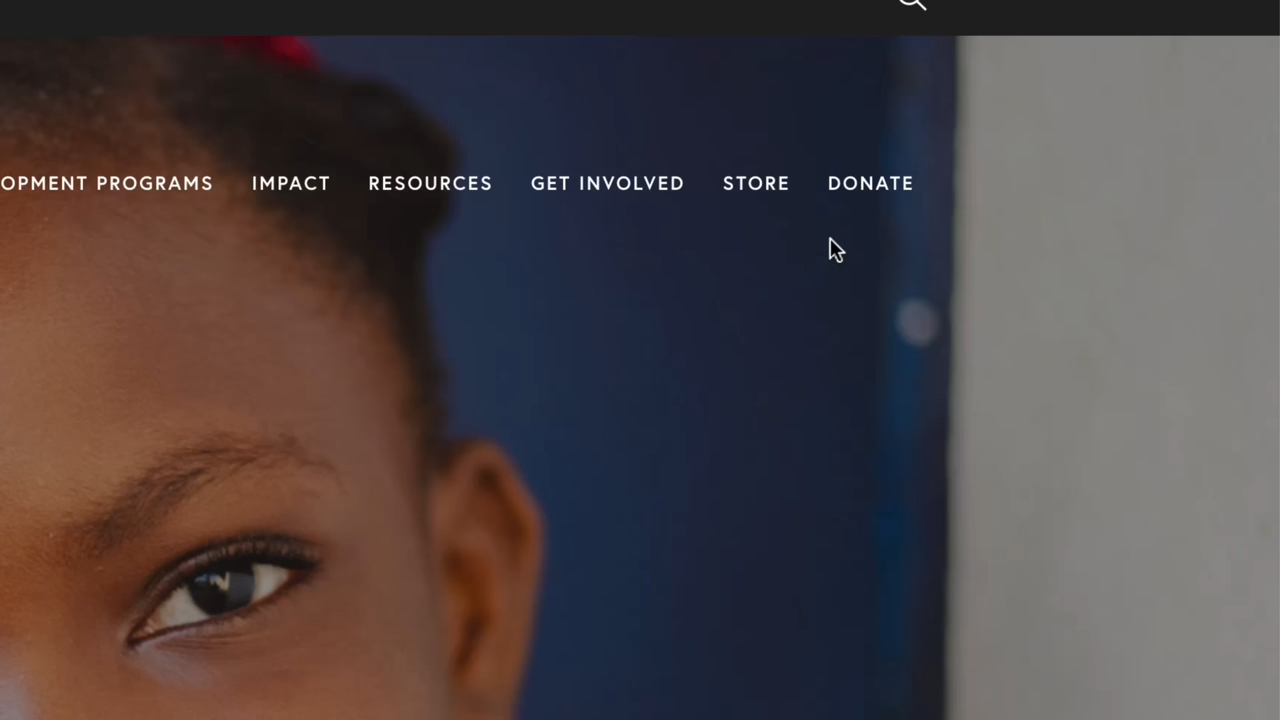 OPMENT PROGRAMS IMPACT RESOURCES GET INVOLVED STORE DONATE